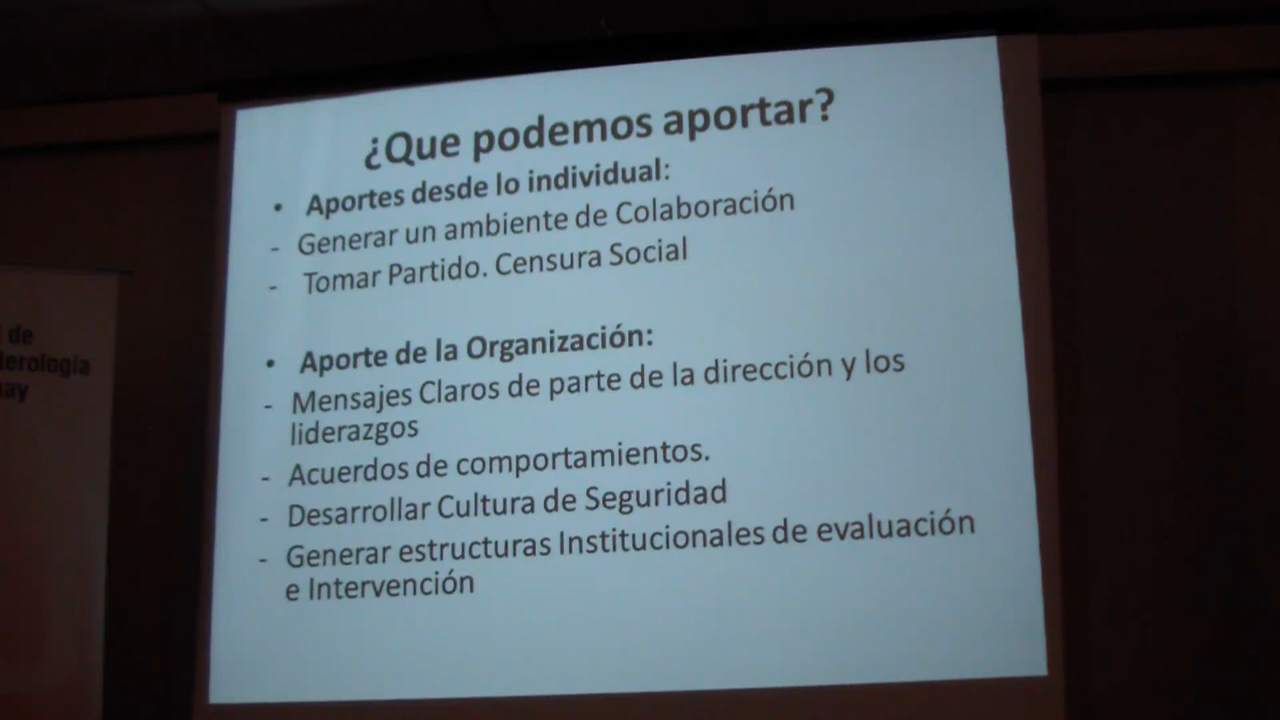 ¿Que podemos aportar?
• Aportes desde lo individual:
- Generar un ambiente de Colaboración
- Tomar Partido. Censura Social
• Aporte de la Organización:
- Mensajes Claros de parte de la dirección y los
liderazgos
- Acuerdos de comportamientos.
- Desarrollar Cultura de Seguridad
- Generar estructuras Institucionales de evaluación
e Intervención
de